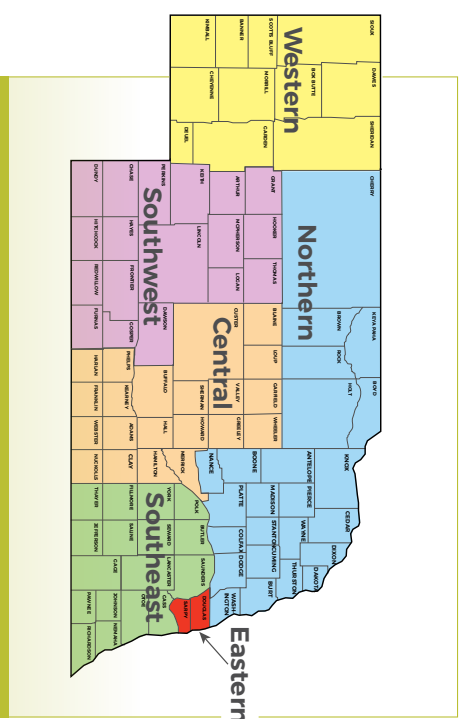 Western
SIOUX
DAWES
SHERIDAN
BOX BUTTE
SCOTTS BLUFF
MORRILL
GARDEN
BANNER
KIMBALL
CHEYENNE
DEUEL
Northern
CHERRY
KEYA PAHA
BROWN
ROCK
BOYD
HOLT
KNOX
CEDAR
DIXON
DAKOTA
ANTELOPE
PIERCE
WAYNE
THURSTON
BOONE
MADISON
STANTON
CUMING
BURT
NANCE
PLATTE
COLFAX
DODGE
WASH
INGTON
Southwest
GRANT
HOOKER
THOMAS
ARTHUR
MCPHERSON
LOGAN
KEITH
LINCOLN
PERKINS
DAWSON
CHASE
HAYES
FRONTIER
GOSPER
DUNDY
HITCHCOCK
REDWILLOW
FURNAS
Central
BLAINE
LOUP
GARFIELD
WHEELER
CUSTER
VALLEY
GREELEY
SHERMAN
HOWARD
BUFFALO
HALL
MERRICK
HAMILTON
PHELPS
KEARNEY
ADAMS
CLAY
HARLAN
FRANKLIN
WEBSTER
NUCKOLLS
Southeast
POLK
BUTLER
SAUNDERS
YORK
SEWARD
LANCASTER
CASS
OTOE
FILLMORE
SALINE
GAGE
JOHNSON
NEMAHA
THAYER
JEFFERSON
PAWNEE
RICHARDSON
Eastern
DOUGLAS
SARPY